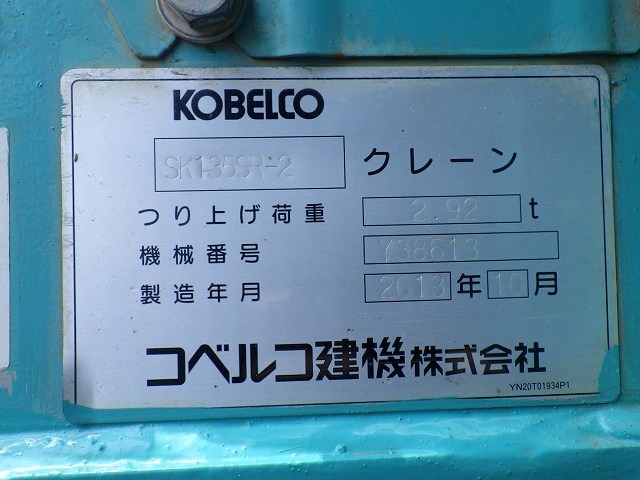 KOBELCO
SK135SR-2 クレーン
つり上げ荷重 2.92 t
機械番号 Y38613
製造年月 2013 年 10 月
コベルコ建機株式会社
YN20T01934P1